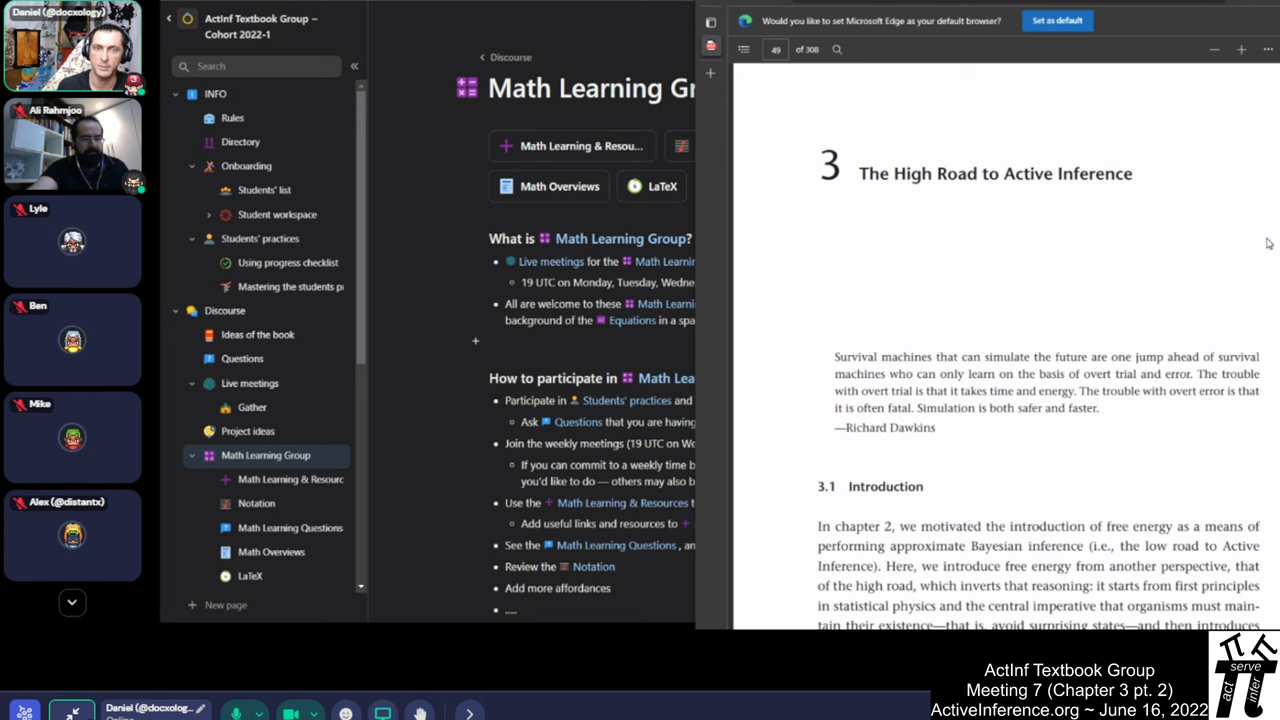 Daniel (@docxology)
Ali Rahmjoo
Lyle
Ben
Mike
Alex (@distantx)
ActInf Textbook Group ~
Cohort 2022-1
Search
INFO
Rules
Directory
Onboarding
Students' list
Student workspace
Students' practices
Using progress checklist
Mastering the students p
Discourse
Ideas of the book
Questions
Live meetings
Gather
Project ideas
Math Learning Group
Math Learning & Resourc
Notation
Math Learning Questions
Math Overviews
LaTeX
New page
Discourse
Math Learning Gr
Math Learning & Resou...
Math Overviews
LaTeX
What is Math Learning Group?
Live meetings for the Math Learnin
19 UTC on Monday, Tuesday, Wedne
All are welcome to these Math Learni
background of the Equations in a spa
How to participate in Math Lea
Participate in Students' practices and
Ask Questions that you are having
Join the weekly meetings (19 UTC on We
If you can commit to a weekly time b
you'd like to do — others may also b
Use the Math Learning & Resources t
Add useful links and resources to
See the Math Learning Questions , an
Review the Notation
Add more affordances
.....
Would you like to set Microsoft Edge as your default browser?
Set as default
49 of 308
3 The High Road to Active Inference
Survival machines that can simulate the future are one jump ahead of survival
machines who can only learn on the basis of overt trial and error. The trouble
with overt trial is that it takes time and energy. The trouble with overt error is that
it is often fatal. Simulation is both safer and faster.
—Richard Dawkins
3.1 Introduction
In chapter 2, we motivated the introduction of free energy as a means of
performing approximate Bayesian inference (i.e., the low road to Active
Inference). Here, we introduce free energy from another perspective, that
of the high road, which inverts that reasoning: it starts from first principles
in statistical physics and the central imperative that organisms must main-
tain their existence—that is, avoid surprising states—and then introduces
Daniel (@docxolog...
Online
ActInf Textbook Group
Meeting 7 (Chapter 3 pt. 2)
ActiveInference.org ~ June 16, 2022
serve
act
infer